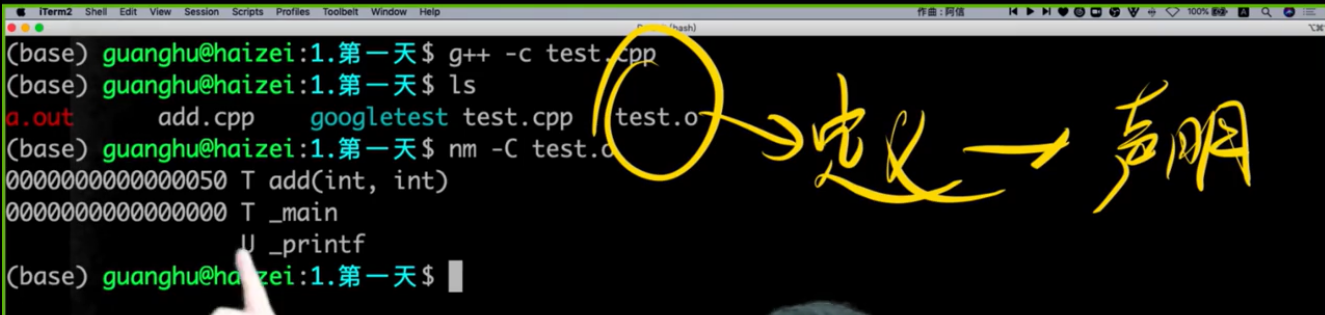 iTerm2 Shell Edit View Session Scripts Profiles Toolbelt Window Help 作曲：阿信 100%
(base) guanghu@haizei:1.第一天$ g++ -c test.cpp
(base) guanghu@haizei:1.第一天$ ls
a.out add.cpp googletest test.cpp test.o → 定义 → 声明
(base) guanghu@haizei:1.第一天$ nm -C test.o
0000000000000050 T add(int, int)
0000000000000000 T _main
U _printf
(base) guanghu@haizei:1.第一天$